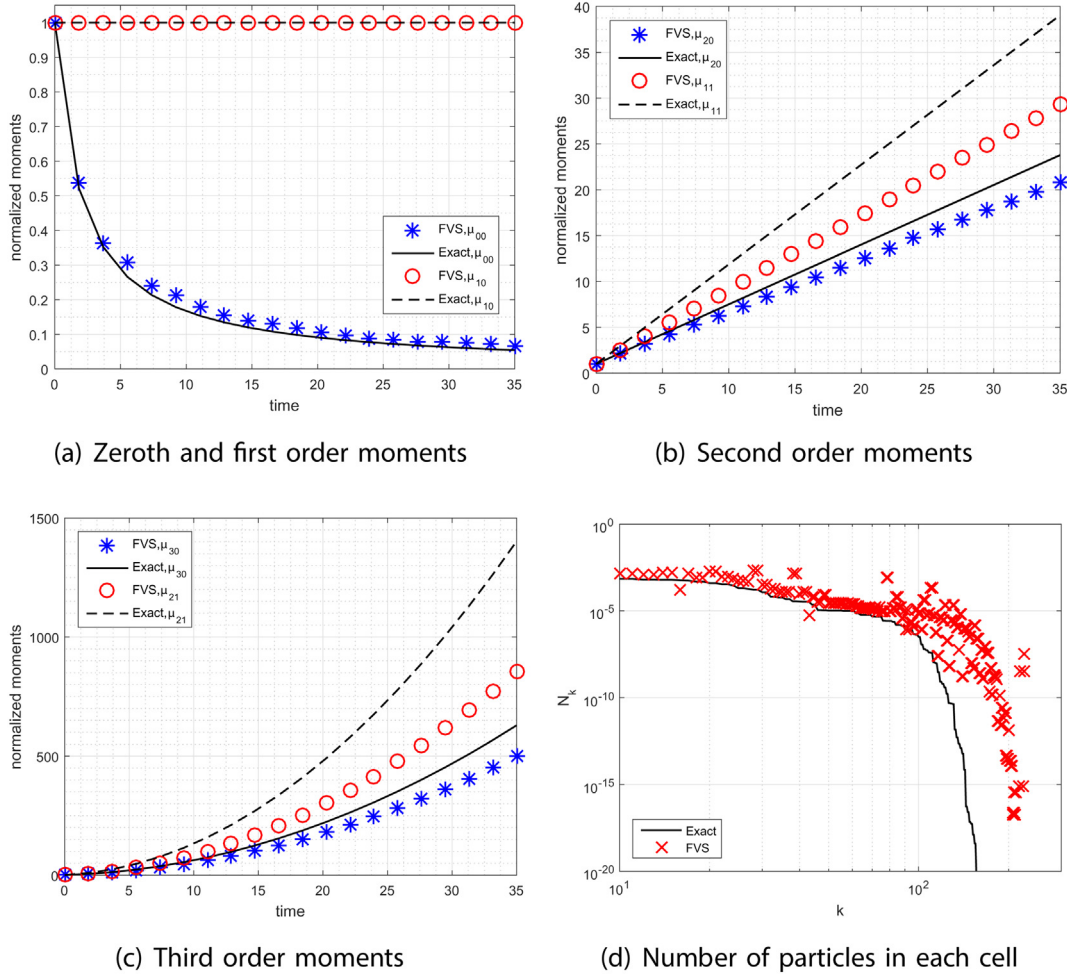 normalized moments
1
0.9
0.8
0.7
0.6
0.5
0.4
0.3
0.2
0.1
0
0 5 10 15 20 25 30 35
time
FVS,μ00
Exact,μ00
FVS,μ10
Exact,μ10
(a) Zeroth and first order moments
normalized moments
40
35
30
25
20
15
10
5
0
0 5 10 15 20 25 30 35
time
FVS,μ20
Exact,μ20
FVS,μ11
Exact,μ11
(b) Second order moments
normalized moments
1500
1000
500
0
0 5 10 15 20 25 30 35
time
FVS,μ30
Exact,μ30
FVS,μ21
Exact,μ21
(c) Third order moments
Nk
10^0
10^-5
10^-10
10^-15
10^-20
10^1 10^2
k
Exact
FVS
(d) Number of particles in each cell